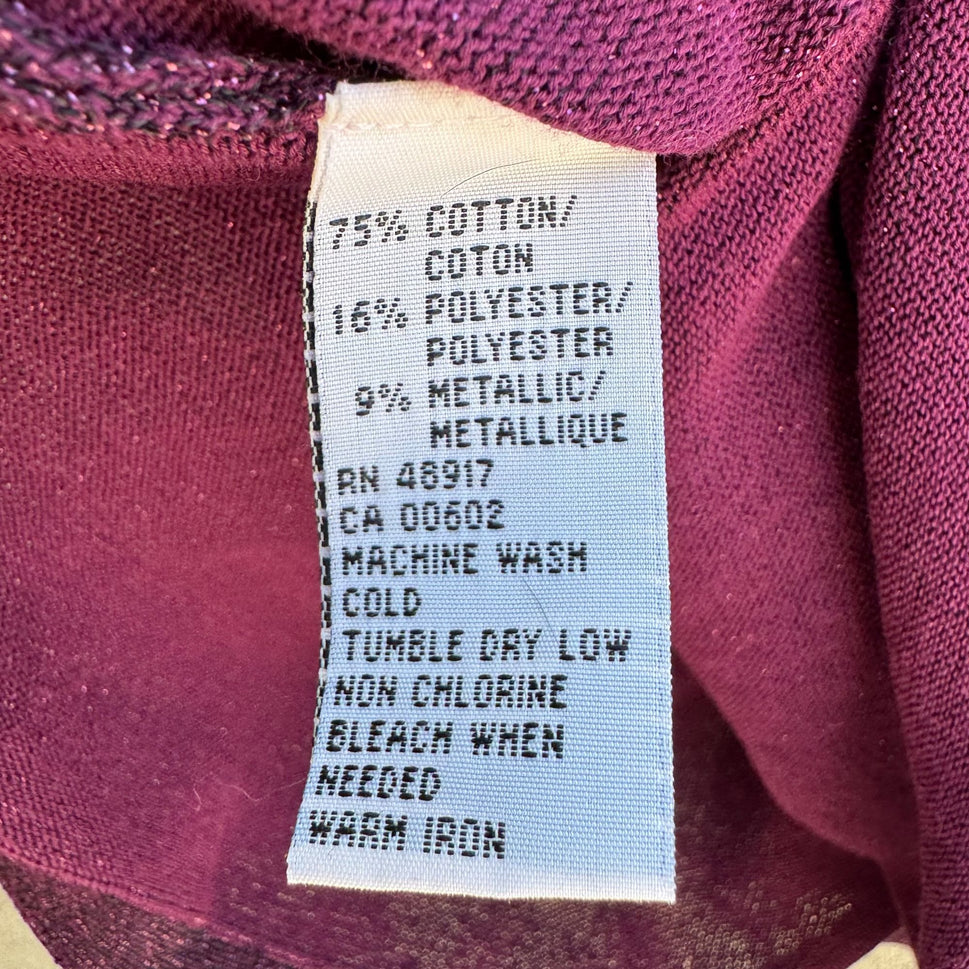 75% COTTON/
COTON
16% POLYESTER/
POLYESTER
9% METALLIC/
METALLIQUE
RN 48917
CA 00602
MACHINE WASH
COLD
TUMBLE DRY LOW
NON CHLORINE
BLEACH WHEN
NEEDED
WARM IRON